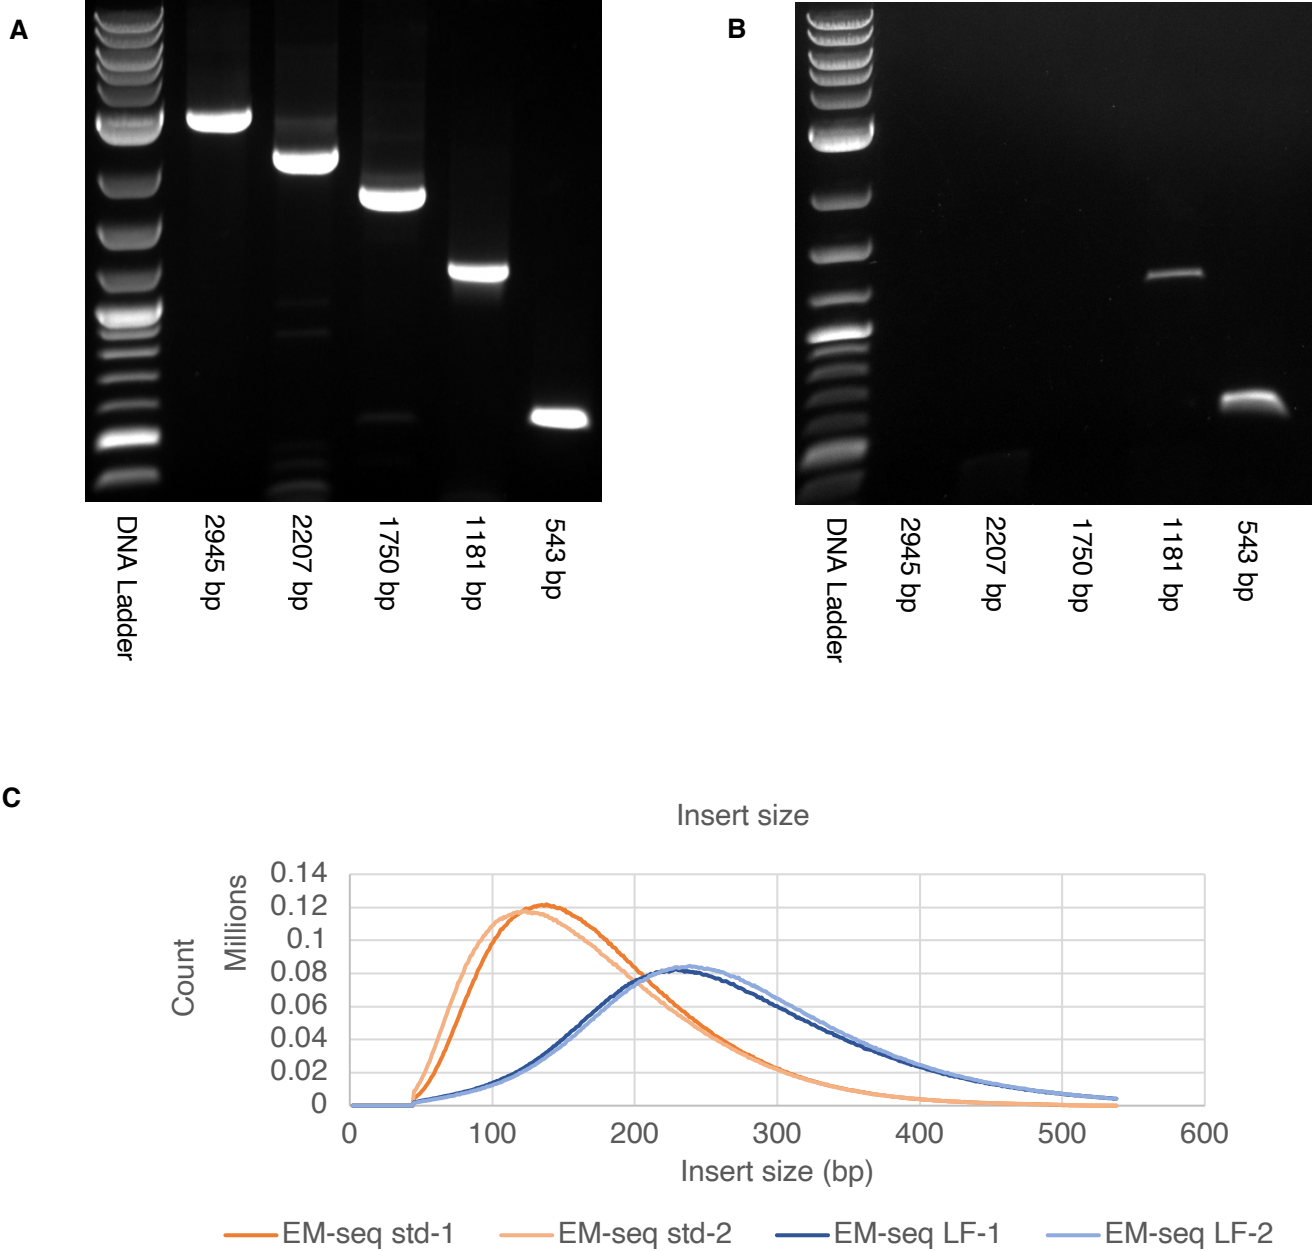 A
B
DNA Ladder
2945 bp
2207 bp
1750 bp
1181 bp
543 bp
DNA Ladder
2945 bp
2207 bp
1750 bp
1181 bp
543 bp
C
Insert size
Count
Millions
0.14
0.12
0.1
0.08
0.06
0.04
0.02
0
0 100 200 300 400 500 600
Insert size (bp)
EM-seq std-1 EM-seq std-2 EM-seq LF-1 EM-seq LF-2